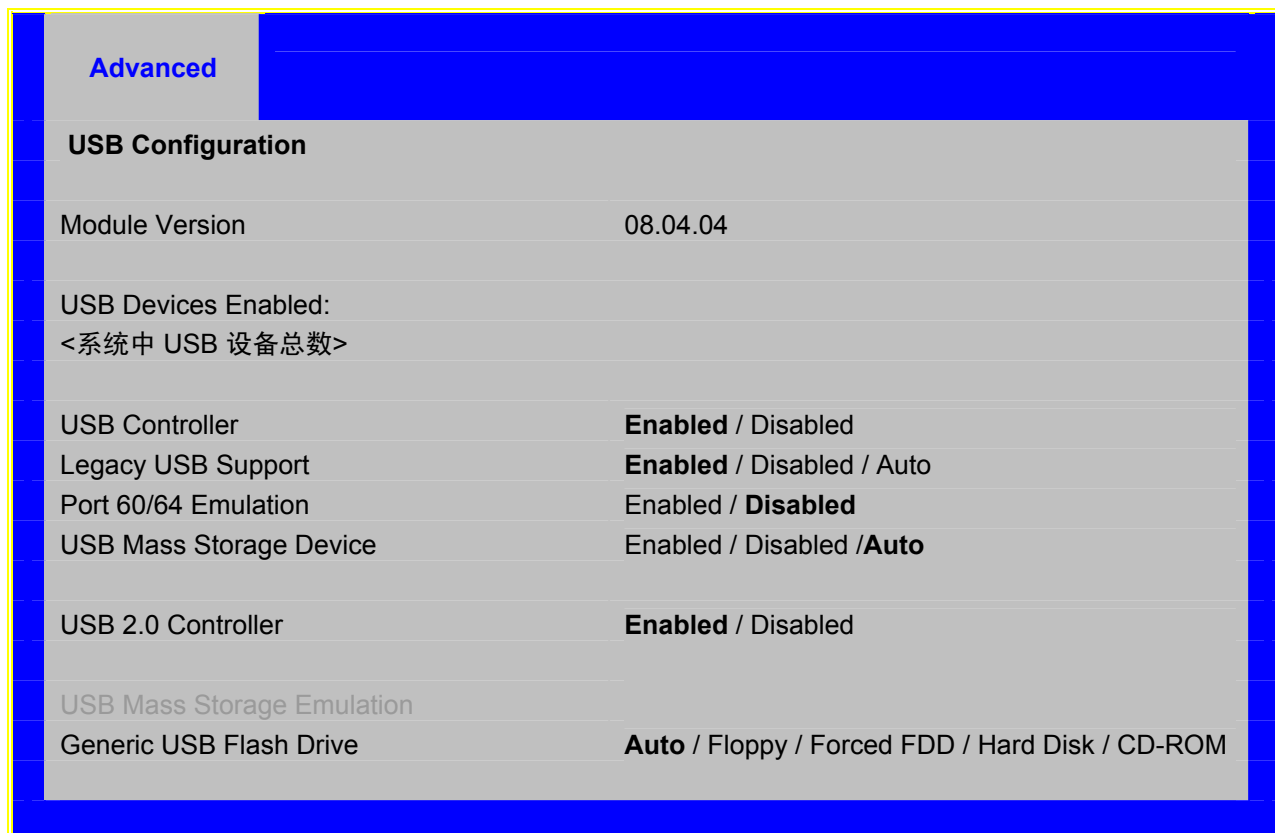 Advanced
USB Configuration
Module Version 08.04.04
USB Devices Enabled:
<系统中 USB 设备总数>
USB Controller Enabled / Disabled
Legacy USB Support Enabled / Disabled / Auto
Port 60/64 Emulation Enabled / Disabled
USB Mass Storage Device Enabled / Disabled /Auto
USB 2.0 Controller Enabled / Disabled
USB Mass Storage Emulation
Generic USB Flash Drive Auto / Floppy / Forced FDD / Hard Disk / CD-ROM